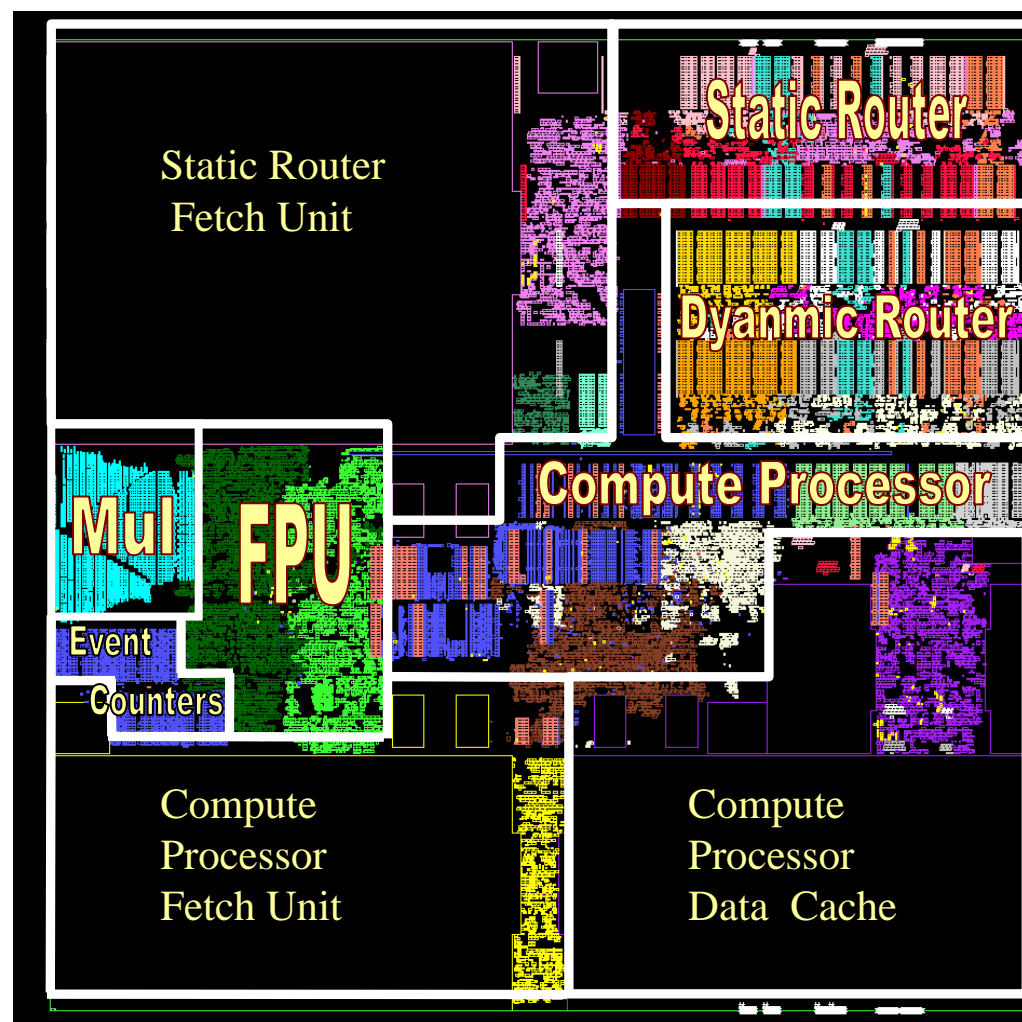 Static Router
Static Router
Fetch Unit
Dyanmic Router
Compute Processor
Mul
FPU
Event
Counters
Compute
Processor
Fetch Unit
Compute
Processor
Data Cache